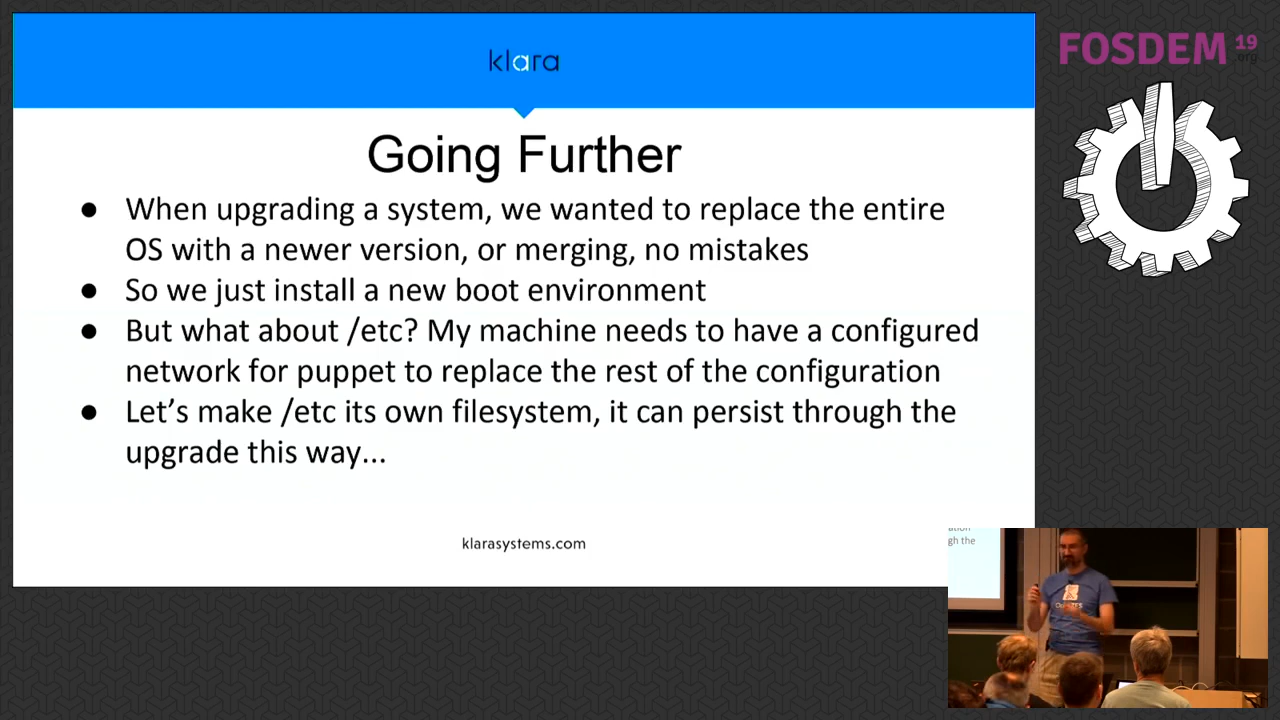 klara
FOSDEM 19
.org
Going Further
● When upgrading a system, we wanted to replace the entire
OS with a newer version, or merging, no mistakes
● So we just install a new boot environment
● But what about /etc? My machine needs to have a configured
network for puppet to replace the rest of the configuration
● Let's make /etc its own filesystem, it can persist through the
upgrade this way...
klarasystems.com
gh the